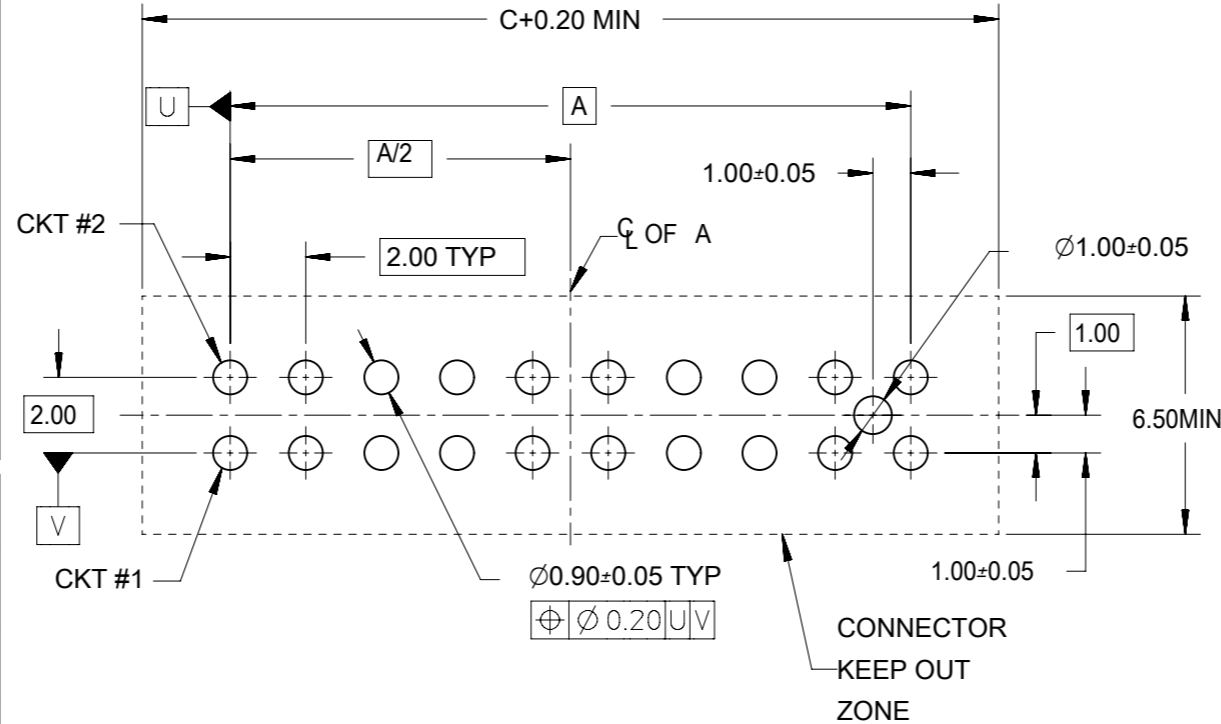 C+0.20 MIN
U
A
A/2
1.00±0.05
CKT #2
℄ OF A
2.00 TYP
Ø1.00±0.05
1.00
2.00
6.50MIN
V
CKT #1
Ø0.90±0.05 TYP
1.00±0.05
⌖ Ø 0.20 U V
CONNECTOR
KEEP OUT
ZONE